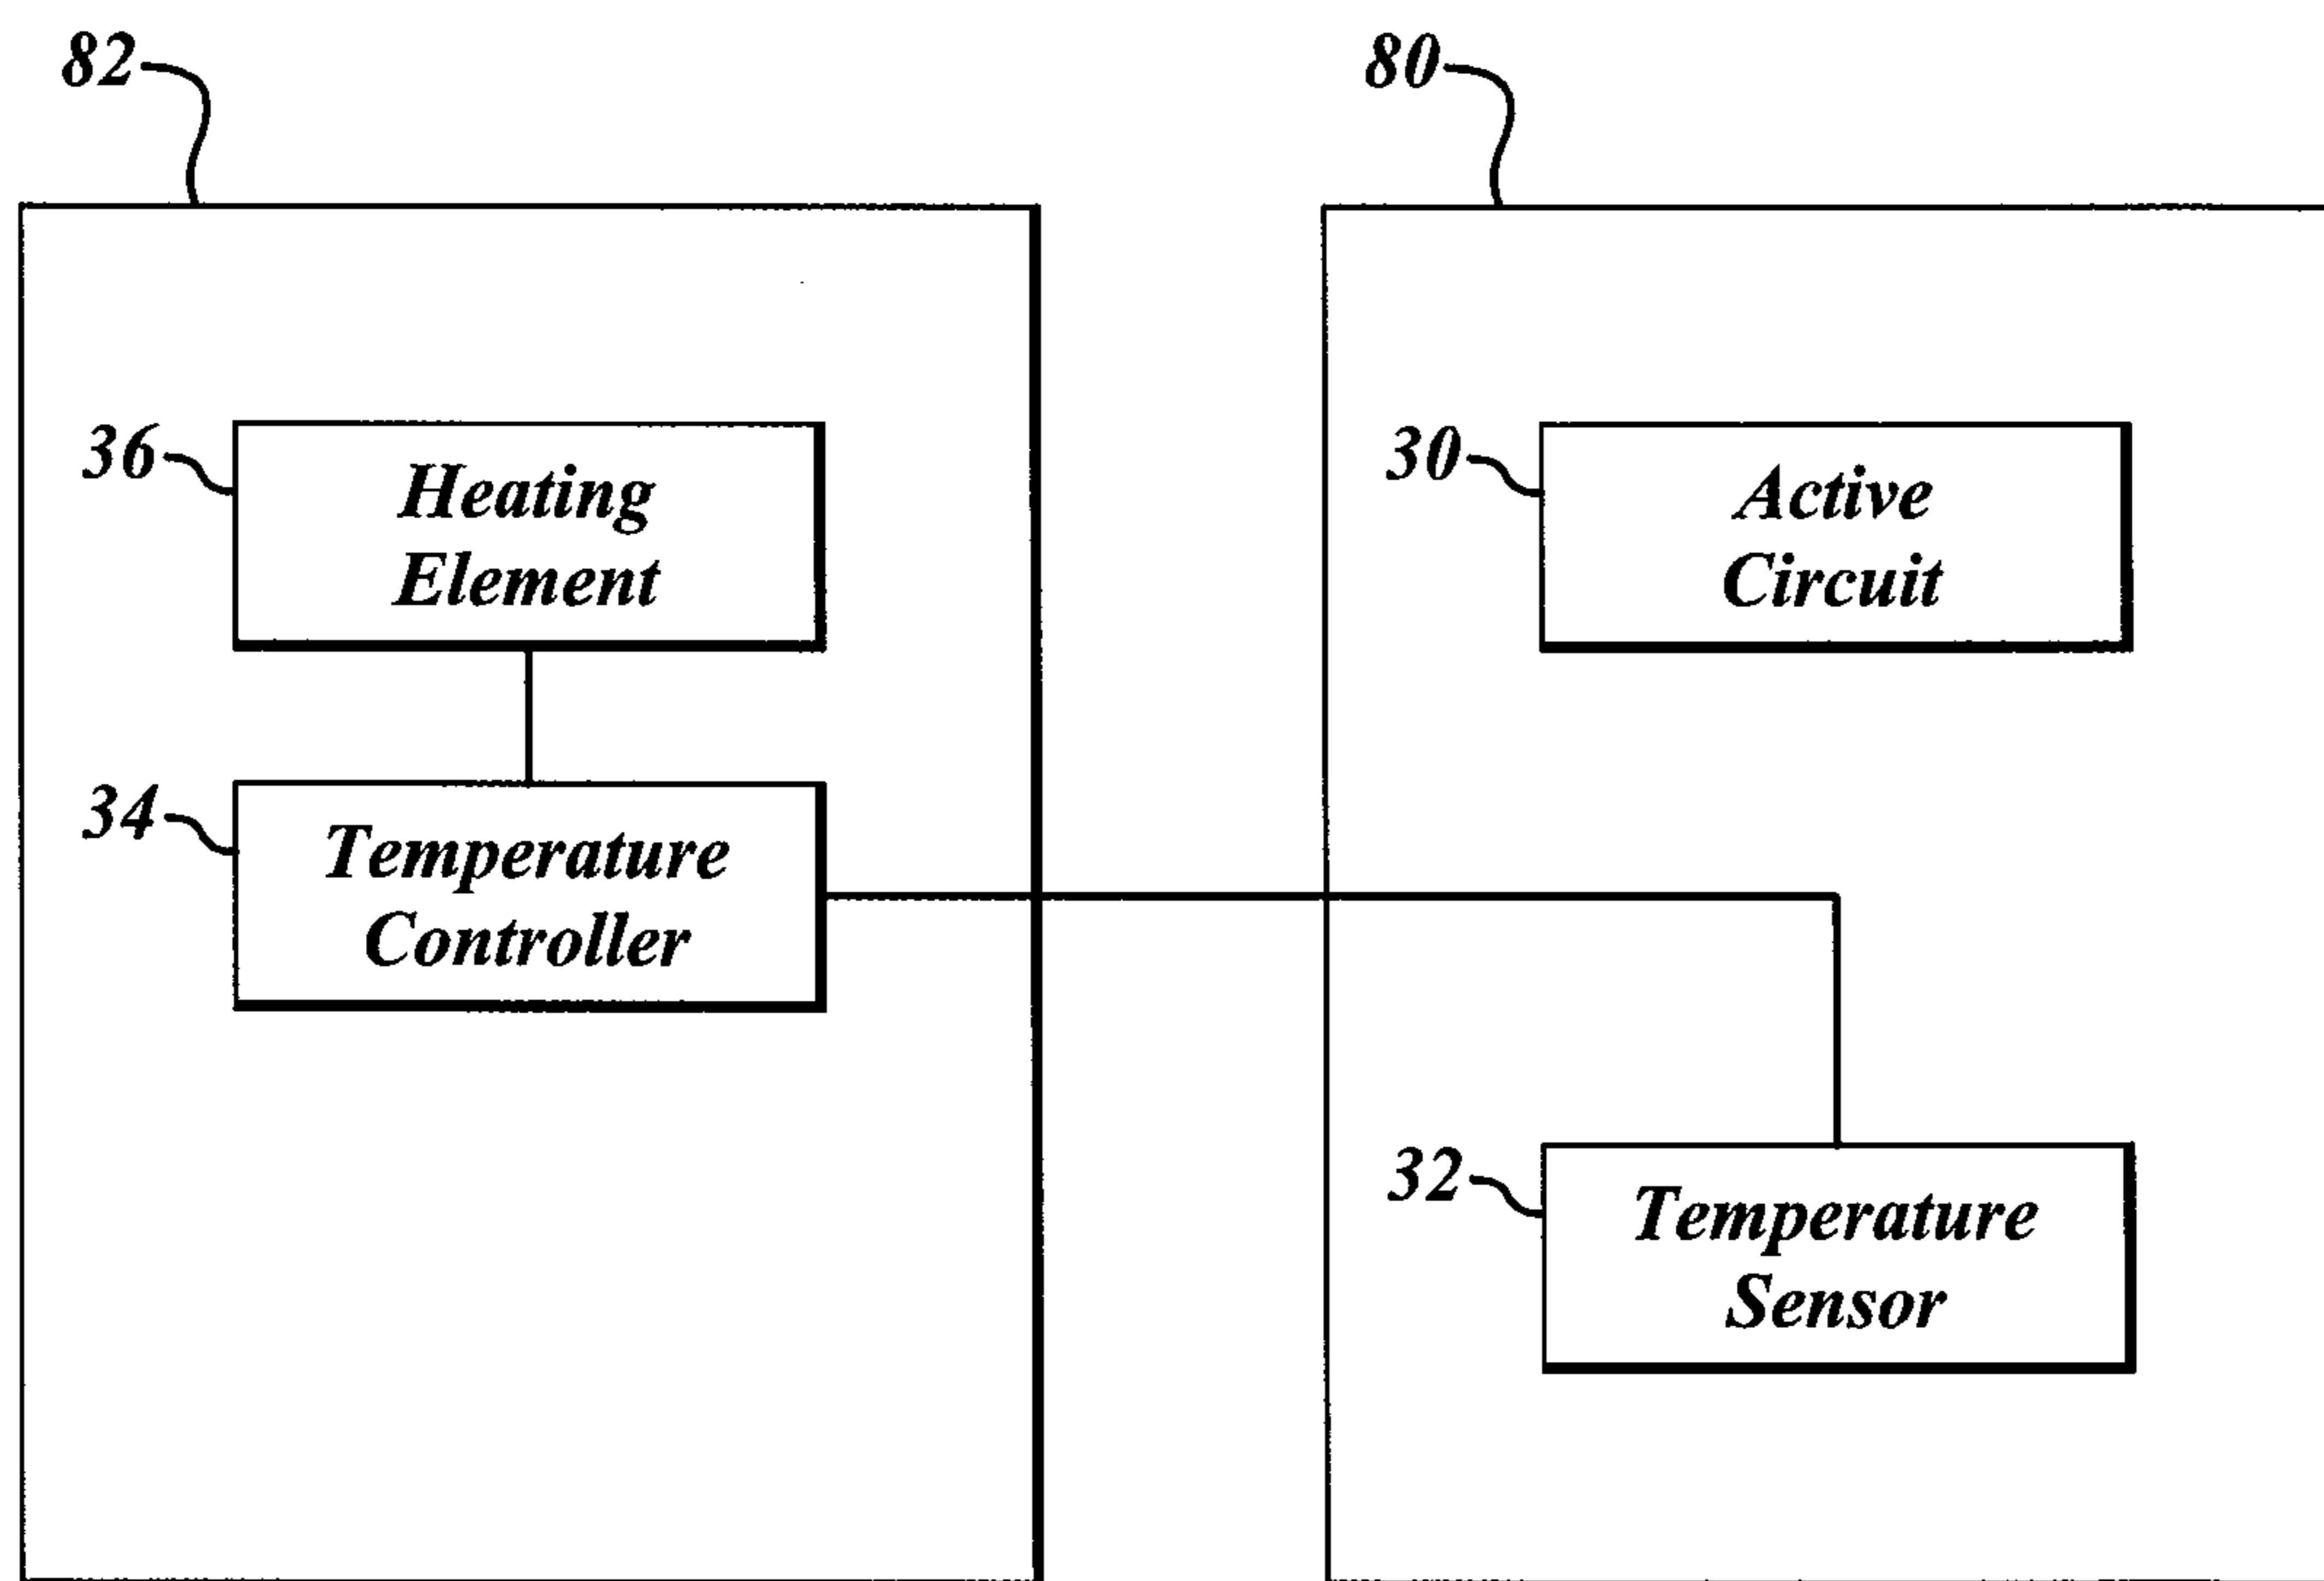 82
80
36
Heating
Element
30
Active
Circuit
34
Temperature
Controller
32
Temperature
Sensor